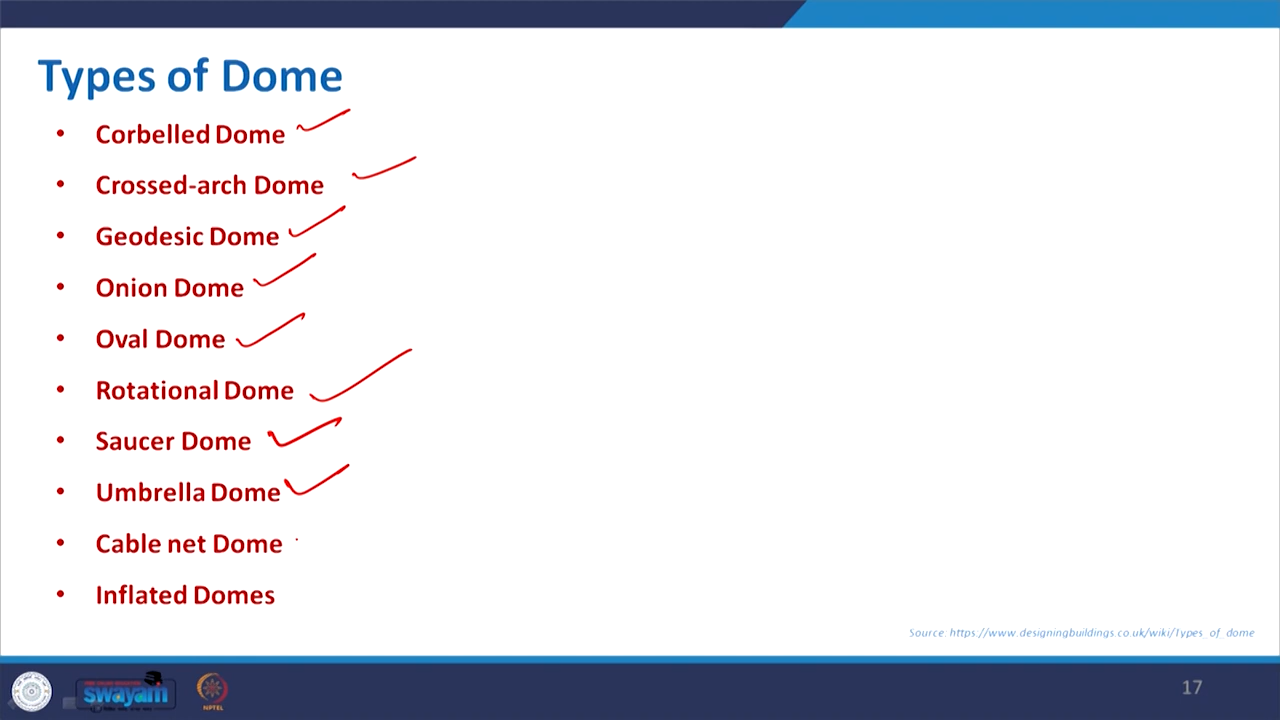 Types of Dome
• Corbelled Dome
• Crossed-arch Dome
• Geodesic Dome
• Onion Dome
• Oval Dome
• Rotational Dome
• Saucer Dome
• Umbrella Dome
• Cable net Dome
• Inflated Domes
Source: https://www.designingbuildings.co.uk/wiki/Types_of_dome
swayam
NPTEL
17